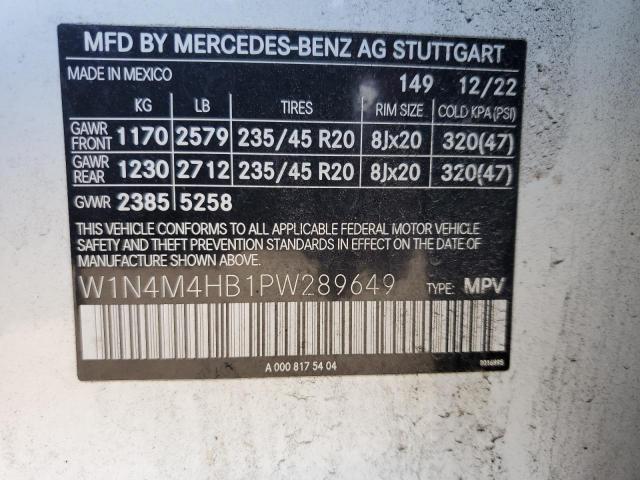 MFD BY MERCEDES-BENZ AG STUTTGART
MADE IN MEXICO 149 12/22
KG LB TIRES RIM SIZE COLD KPA (PSI)
GAWR FRONT 1170 2579 235/45 R20 8Jx20 320(47)
GAWR REAR 1230 2712 235/45 R20 8Jx20 320(47)
GVWR 2385 5258
THIS VEHICLE CONFORMS TO ALL APPLICABLE FEDERAL MOTOR VEHICLE
SAFETY AND THEFT PREVENTION STANDARDS IN EFFECT ON THE DATE OF
MANUFACTURE SHOWN ABOVE.
W1N4M4HB1PW289649 TYPE: MPV
A 000 817 54 04